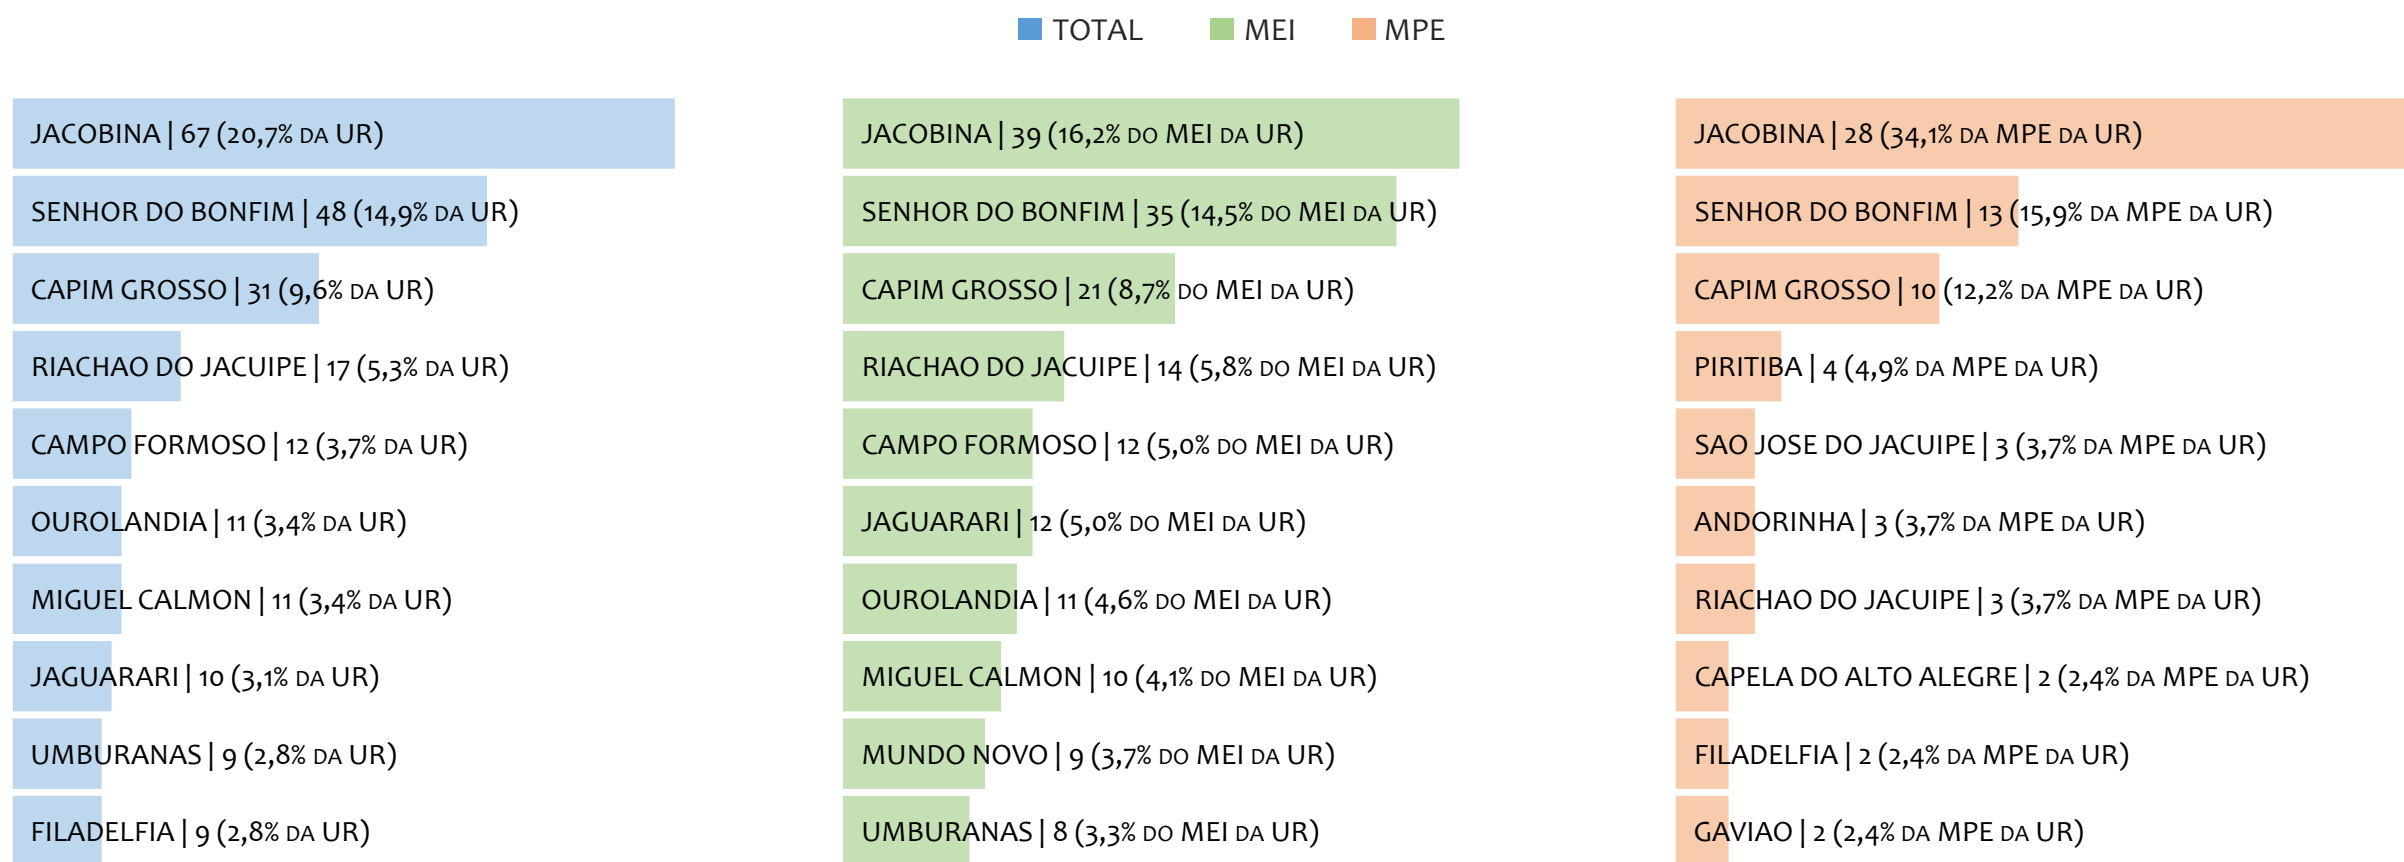 TOTAL MEI MPE
JACOBINA | 67 (20,7% DA UR)
SENHOR DO BONFIM | 48 (14,9% DA UR)
CAPIM GROSSO | 31 (9,6% DA UR)
RIACHAO DO JACUIPE | 17 (5,3% DA UR)
CAMPO FORMOSO | 12 (3,7% DA UR)
OUROLANDIA | 11 (3,4% DA UR)
MIGUEL CALMON | 11 (3,4% DA UR)
JAGUARARI | 10 (3,1% DA UR)
UMBURANAS | 9 (2,8% DA UR)
FILADELFIA | 9 (2,8% DA UR)
JACOBINA | 39 (16,2% DO MEI DA UR)
SENHOR DO BONFIM | 35 (14,5% DO MEI DA UR)
CAPIM GROSSO | 21 (8,7% DO MEI DA UR)
RIACHAO DO JACUIPE | 14 (5,8% DO MEI DA UR)
CAMPO FORMOSO | 12 (5,0% DO MEI DA UR)
JAGUARARI | 12 (5,0% DO MEI DA UR)
OUROLANDIA | 11 (4,6% DO MEI DA UR)
MIGUEL CALMON | 10 (4,1% DO MEI DA UR)
MUNDO NOVO | 9 (3,7% DO MEI DA UR)
UMBURANAS | 8 (3,3% DO MEI DA UR)
JACOBINA | 28 (34,1% DA MPE DA UR)
SENHOR DO BONFIM | 13 (15,9% DA MPE DA UR)
CAPIM GROSSO | 10 (12,2% DA MPE DA UR)
PIRITIBA | 4 (4,9% DA MPE DA UR)
SAO JOSE DO JACUIPE | 3 (3,7% DA MPE DA UR)
ANDORINHA | 3 (3,7% DA MPE DA UR)
RIACHAO DO JACUIPE | 3 (3,7% DA MPE DA UR)
CAPELA DO ALTO ALEGRE | 2 (2,4% DA MPE DA UR)
FILADELFIA | 2 (2,4% DA MPE DA UR)
GAVIAO | 2 (2,4% DA MPE DA UR)